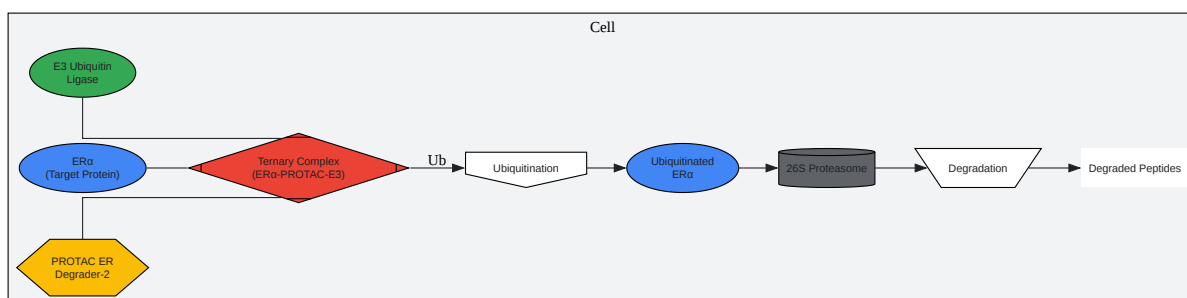 Cell
E3 Ubiquitin
Ligase
ERα
(Target Protein)
Ternary Complex
(ERα-PROTAC-E3)
Ub
Ubiquitination
Ubiquitinated
ERα
26S Proteasome
Degradation
Degraded Peptides
PROTAC ER
Degrader-2